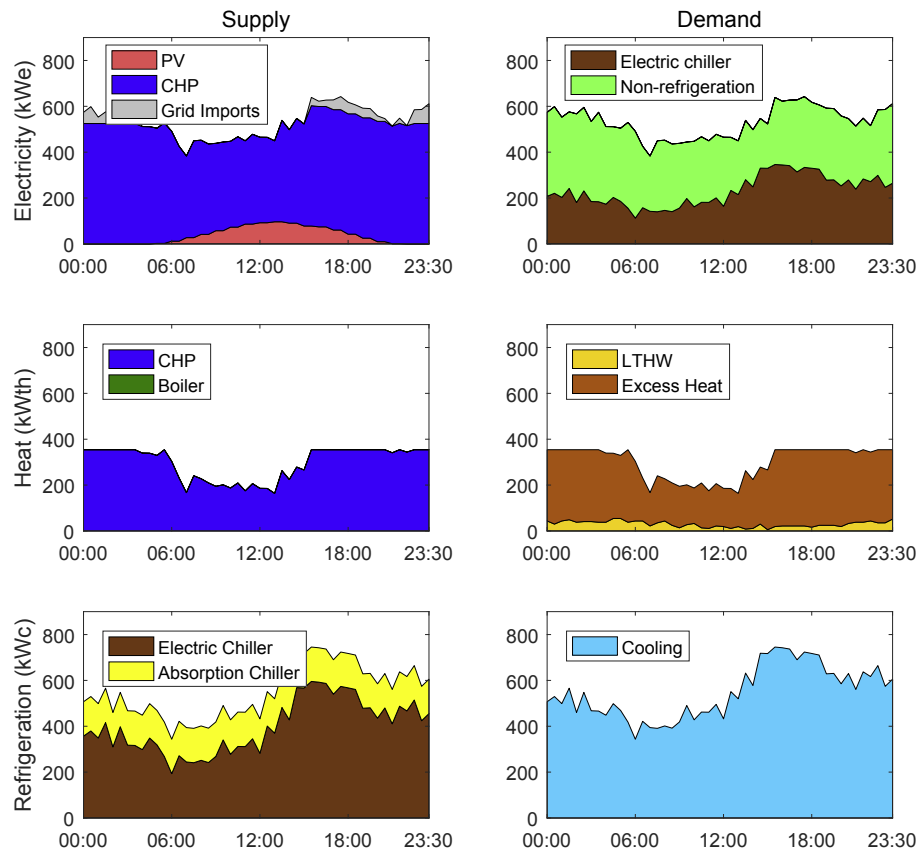 Supply
Demand
Electricity (kWe)
800
600
400
200
0
PV
CHP
Grid Imports
00:00 06:00 12:00 18:00 23:30
800
600
400
200
0
Electric chiller
Non-refrigeration
00:00 06:00 12:00 18:00 23:30
Heat (kWth)
800
600
400
200
0
CHP
Boiler
00:00 06:00 12:00 18:00 23:30
800
600
400
200
0
LTHW
Excess Heat
00:00 06:00 12:00 18:00 23:30
Refrigeration (kWc)
800
600
400
200
0
Electric Chiller
Absorption Chiller
00:00 06:00 12:00 18:00 23:30
800
600
400
200
0
Cooling
00:00 06:00 12:00 18:00 23:30